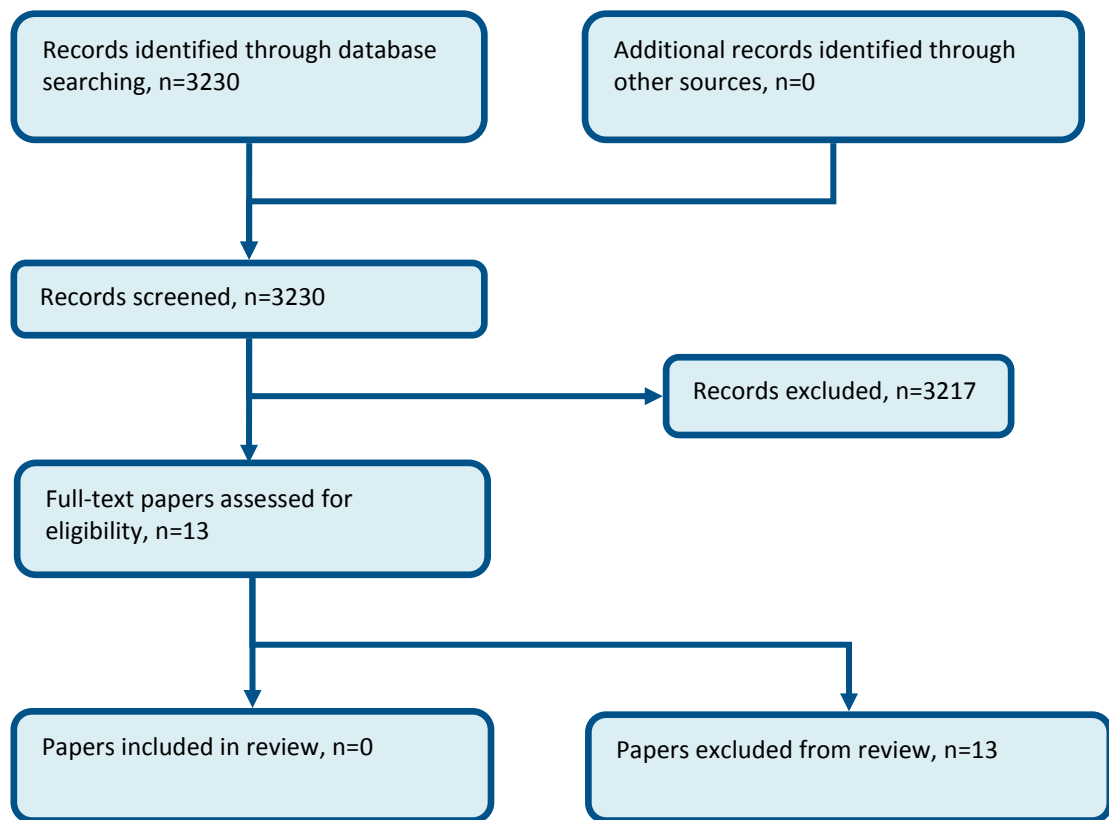 Records identified through database
searching, n=3230
Additional records identified through
other sources, n=0
Records screened, n=3230
Records excluded, n=3217
Full-text papers assessed for
eligibility, n=13
Papers included in review, n=0
Papers excluded from review, n=13